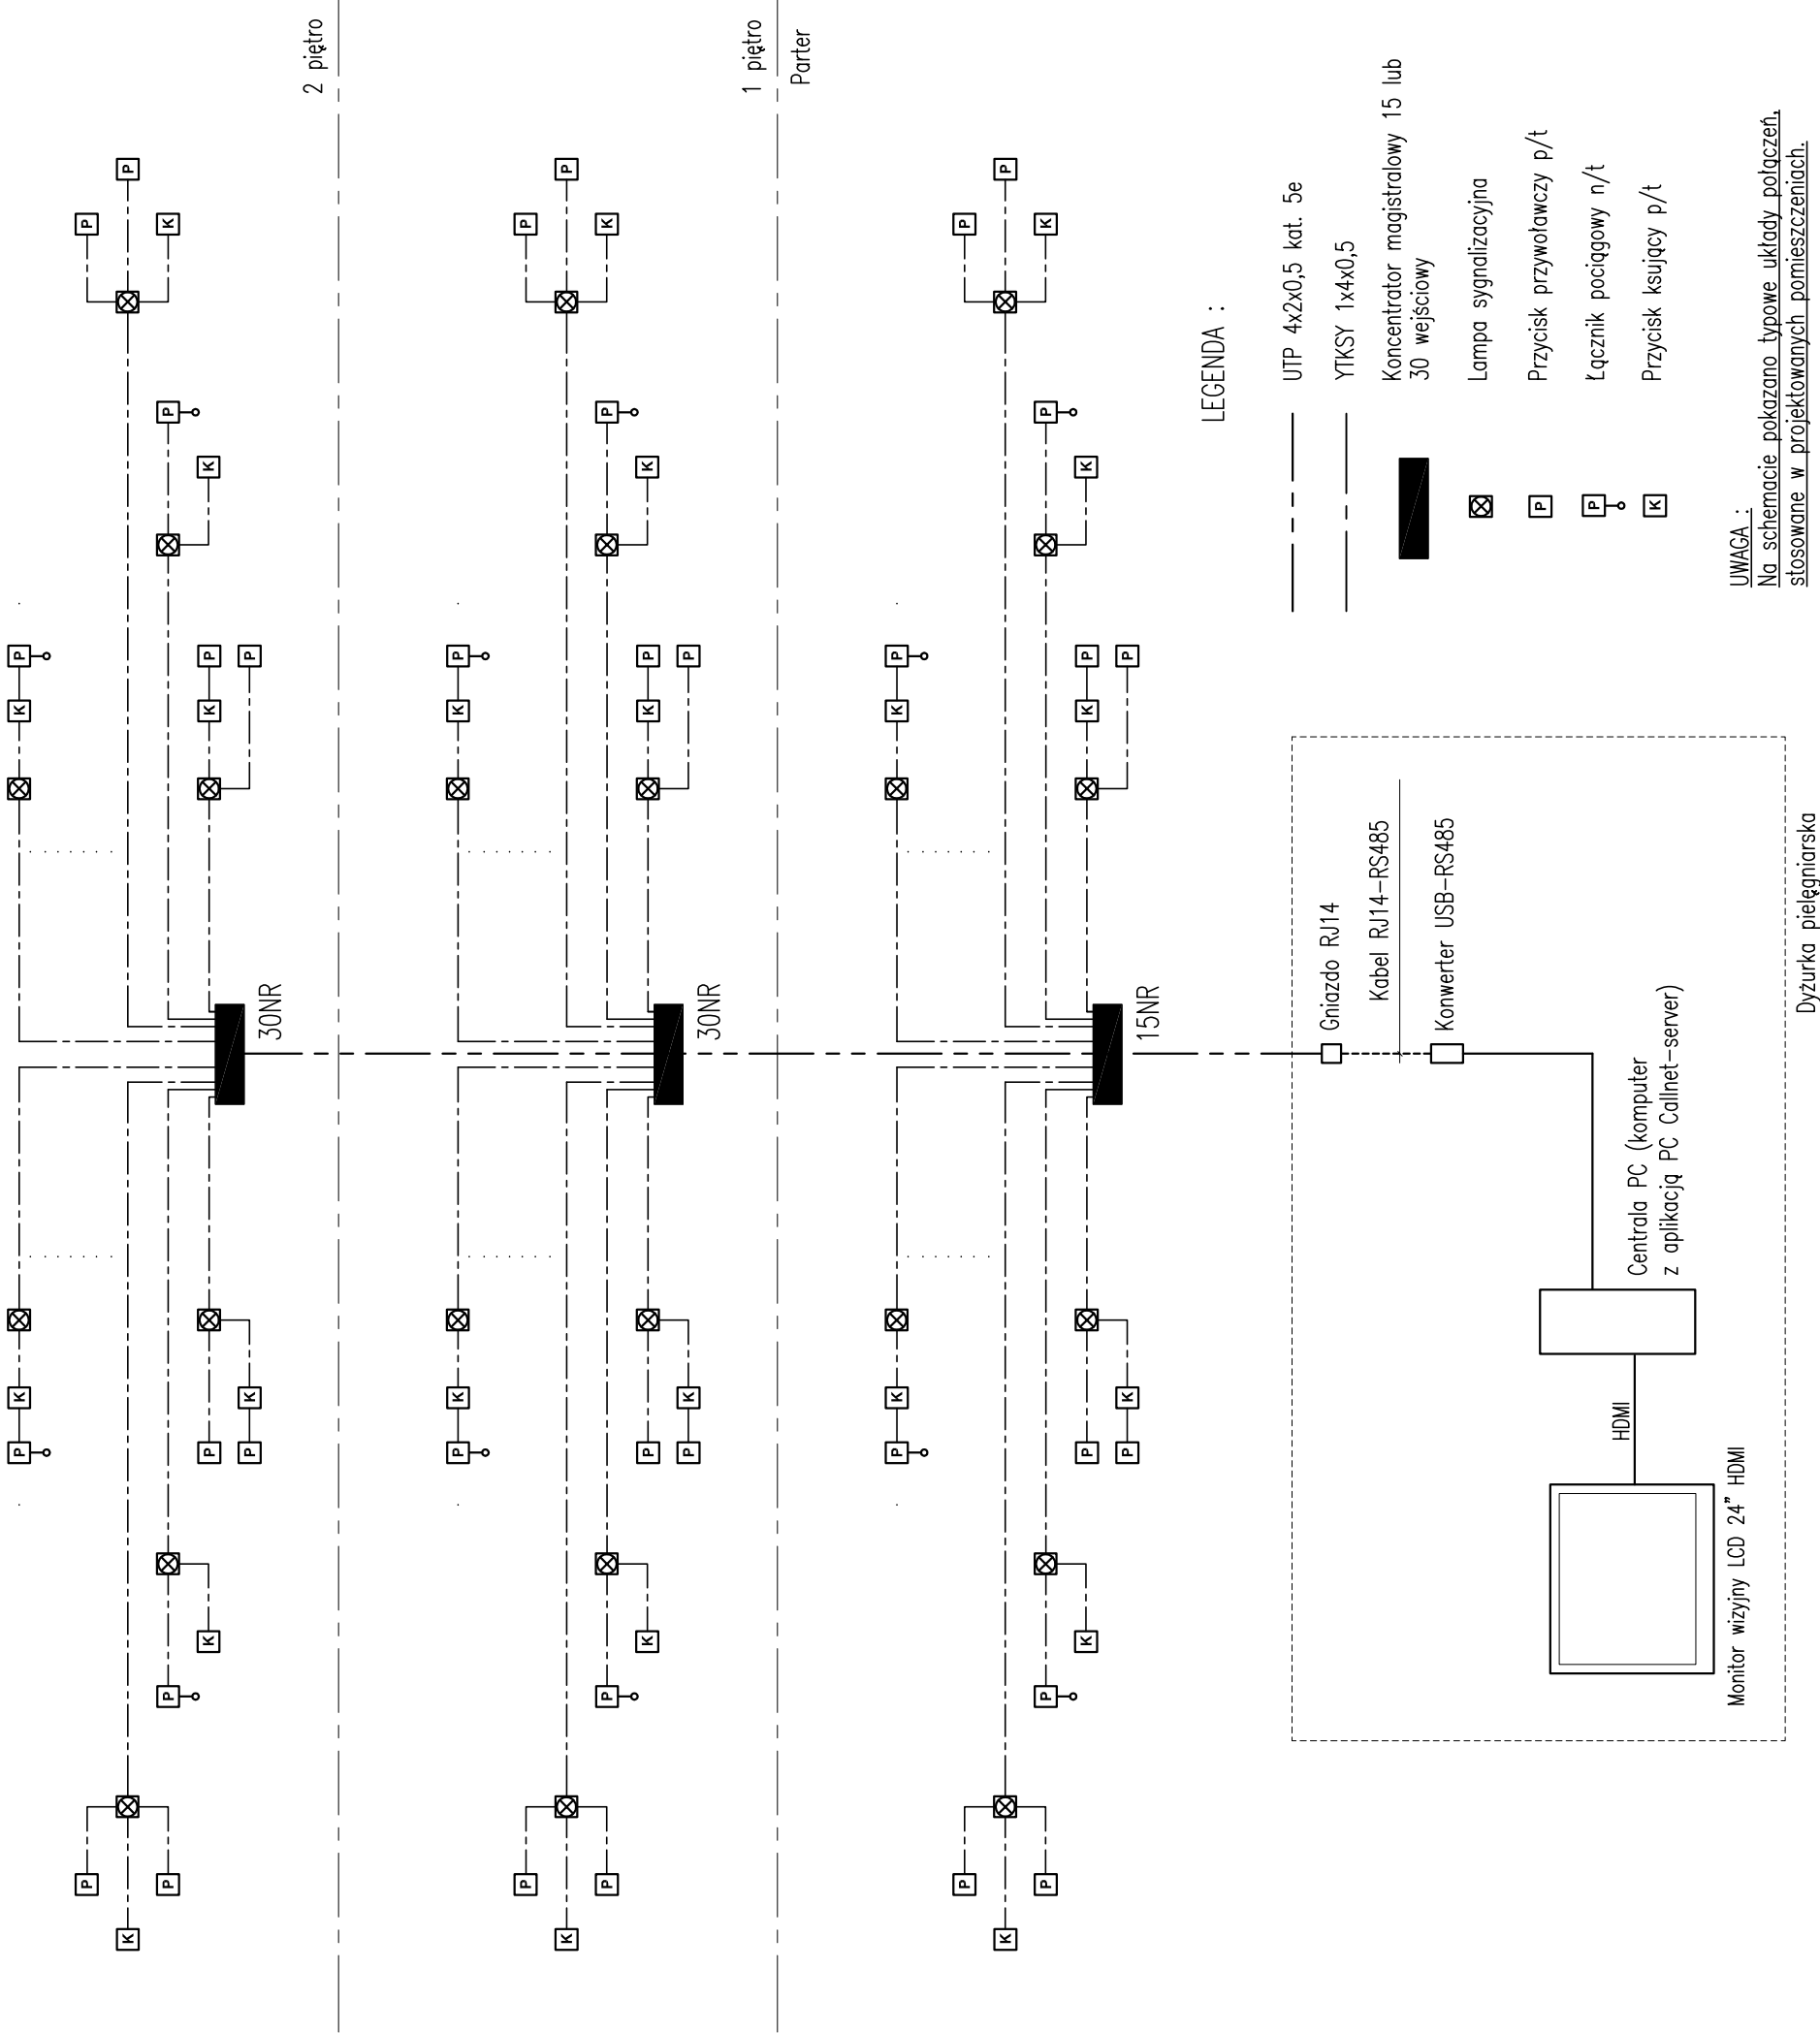 P K K P
P P
K P
P P P K
K P K P K
P K P
30NR
2 piętro
P K K P
P P
K P
P P P K
K P K P K
P K P
30NR
1 piętro
Parter
P K K P
P P
K P
P P P K
K P K P K
P K P
15NR
LEGENDA :
UTP 4x2x0,5 kat. 5e
YTKSY 1x4x0,5
Koncentrator magistralowy 15 lub
30 wejściowy
Lampa sygnalizacyjna
P Przycisk przywoławczy p/t
P Łącznik pociągowy n/t
K Przycisk ksujący p/t
UWAGA :
Na schemacie pokazano typowe układy połączeń,
stosowane w projektowanych pomieszczeniach.
Gniazdo RJ14
Kabel RJ14-RS485
Konwerter USB-RS485
Centrala PC (komputer
z aplikacją PC Callnet-server)
HDMI
Monitor wizyjny LCD 24" HDMI
Dyżurka pielęgniarska